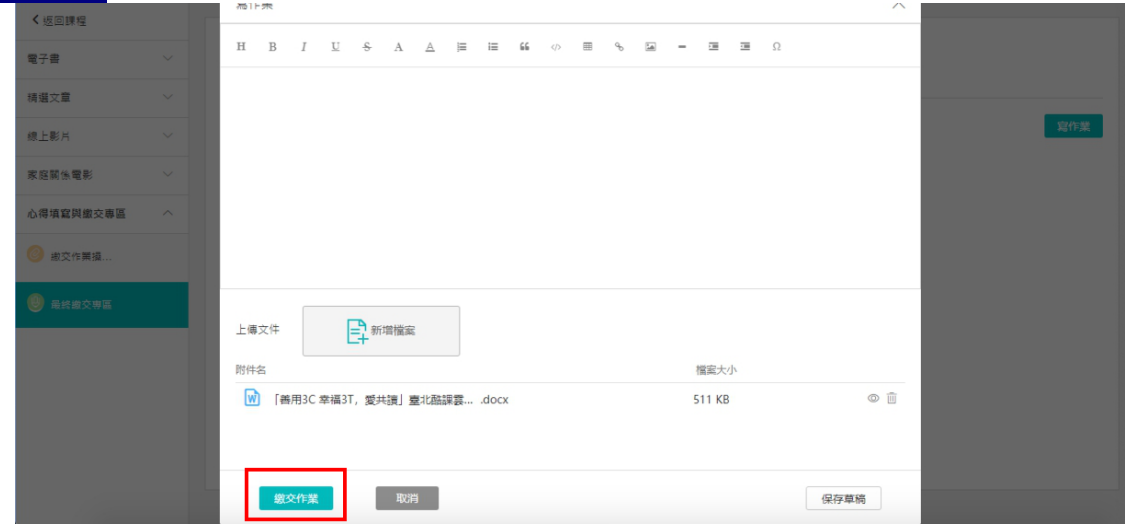 返回課程
寫作業
H B I U S A A
電子書
精選文章
線上影片
寫作業
家庭關係電影
心得填寫與繳交專區
繳交作業操...
最終繳交專區
上傳文件
新增檔案
附件名 檔案大小
「善用3C 幸福3T，愛共讀」臺北酷課雲... .docx 511 KB
繳交作業 取消 保存草稿